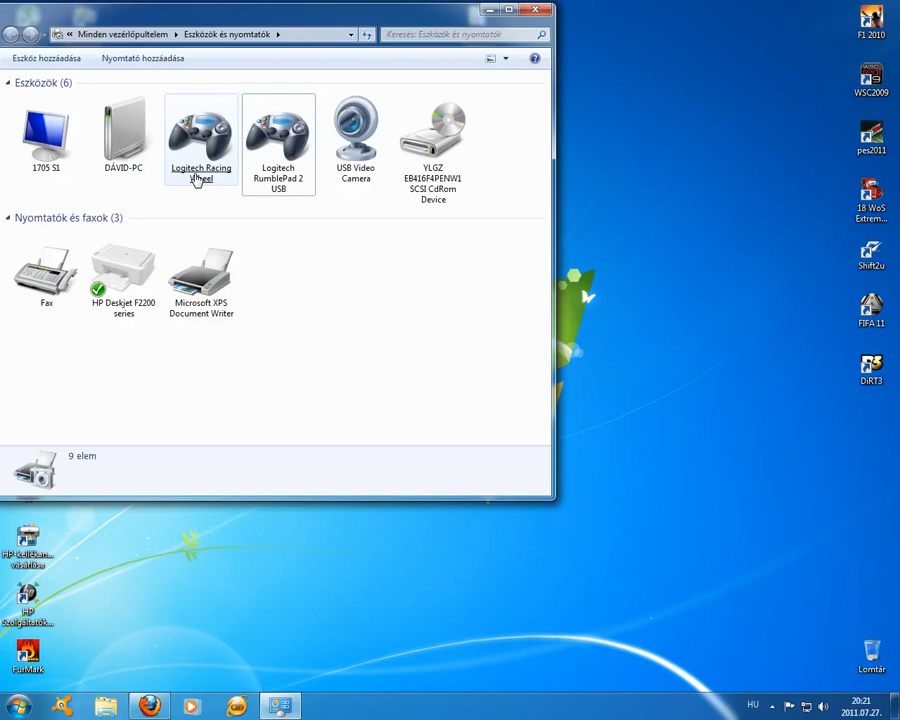 « Minden vezérlőpultelem ▸ Eszközök és nyomtatók ▸
Keresés: Eszközök és nyomtatók
Eszköz hozzáadása
Nyomtató hozzáadása
Eszközök (6)
1705 S1
DÁVID-PC
Logitech Racing
Wheel
Logitech
RumblePad 2
USB
USB Video
Camera
YLGZ
EB416F4PENW1
SCSI CdRom
Device
Nyomtatók és faxok (3)
Fax
HP Deskjet F2200
series
Microsoft XPS
Document Writer
9 elem
F1 2010
WSC2009
pes2011
18 WoS
Extrem...
Shift2u
FIFA 11
DiRT3
HP-kellékan...
vásárlása
HP
Szolgáltatók...
FurMark
Lomtár
HU
20:21
2011.07.27.